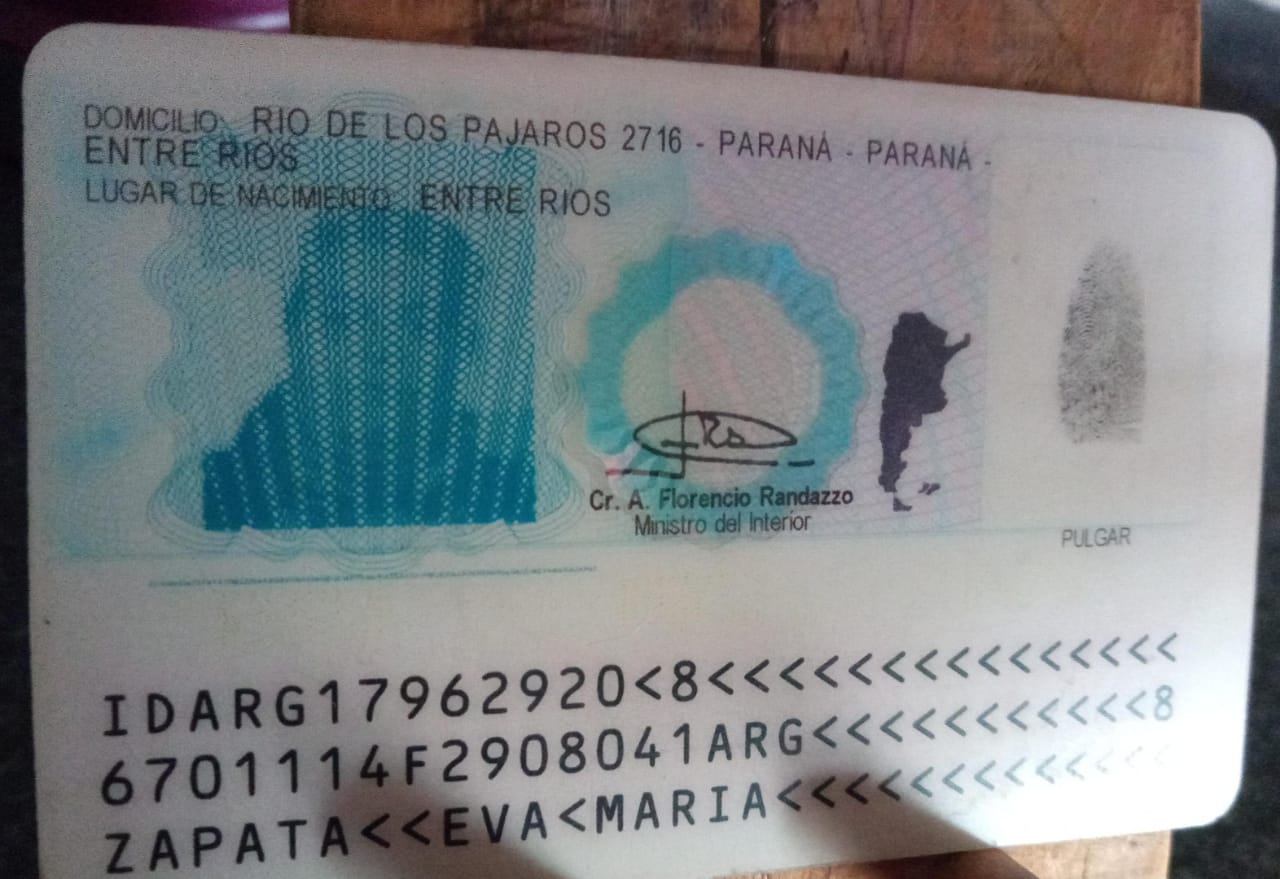 DOMICILIO: RIO DE LOS PAJAROS 2716 - PARANÁ - PARANÁ -
ENTRE RIOS
LUGAR DE NACIMIENTO: ENTRE RIOS
Cr. A. Florencio Randazzo
Ministro del Interior
PULGAR
IDARG17962920<8<<<<<<<<<<<<<<<
6701114F2908041ARG<<<<<<<<<<<8
ZAPATA<<EVA<MARIA<<<<<<<<<<<<<